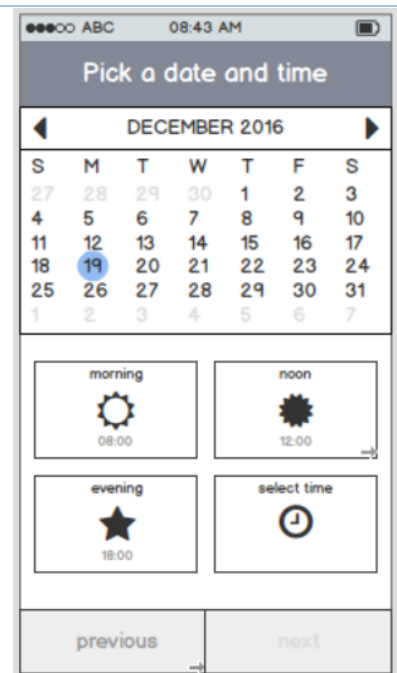 ABC 08:43 AM
Pick a date and time
DECEMBER 2016
S M T W T F S
27 28 29 30 1 2 3
4 5 6 7 8 9 10
11 12 13 14 15 16 17
18 19 20 21 22 23 24
25 26 27 28 29 30 31
1 2 3 4 5 6 7
morning noon
08:00 12:00
evening select time
18:00
previous next